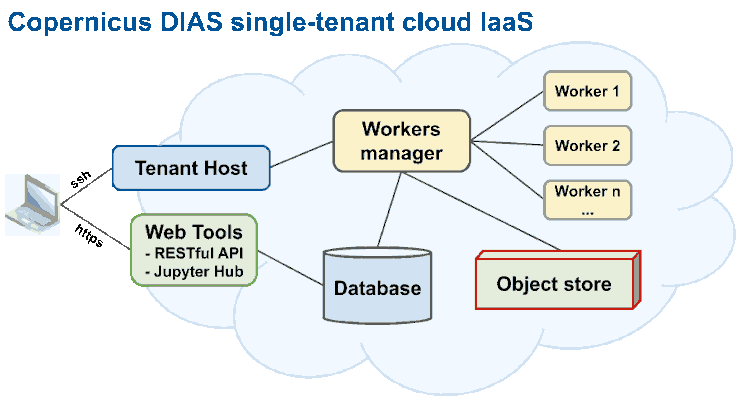 Copernicus DIAS single-tenant cloud IaaS
Workers
manager
Worker 1
Worker 2
Worker n
...
ssh
Tenant Host
https
Web Tools
- RESTful API
- Jupyter Hub
Database
Object store